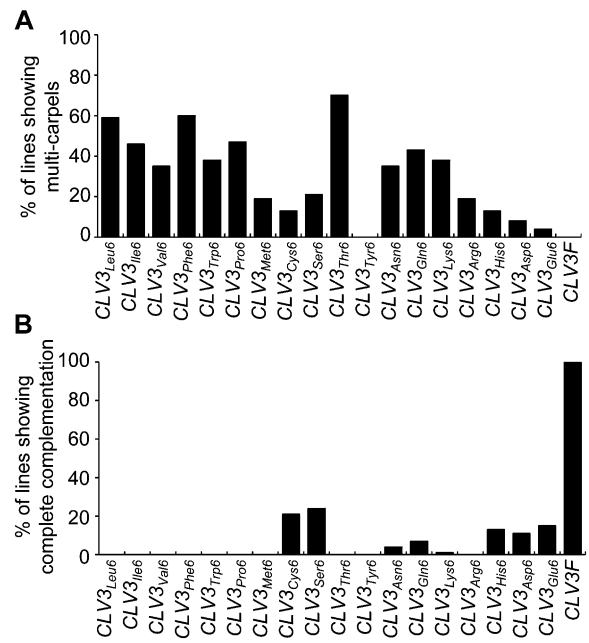 A
% of lines showing
multi-carpels
100
80
60
40
20
0
CLV3Leu6
CLV3Ile6
CLV3Val6
CLV3Phe6
CLV3Trp6
CLV3Pro6
CLV3Met6
CLV3Cys6
CLV3Ser6
CLV3Thr6
CLV3Tyr6
CLV3Asn6
CLV3Gln6
CLV3Lys6
CLV3Arg6
CLV3His6
CLV3Asp6
CLV3Glu6
CLV3F
B
% of lines showing
complete complementation
100
80
60
40
20
0
CLV3Leu6
CLV3Ile6
CLV3Val6
CLV3Phe6
CLV3Trp6
CLV3Pro6
CLV3Met6
CLV3Cys6
CLV3Ser6
CLV3Thr6
CLV3Tyr6
CLV3Asn6
CLV3Gln6
CLV3Lys6
CLV3Arg6
CLV3His6
CLV3Asp6
CLV3Glu6
CLV3F